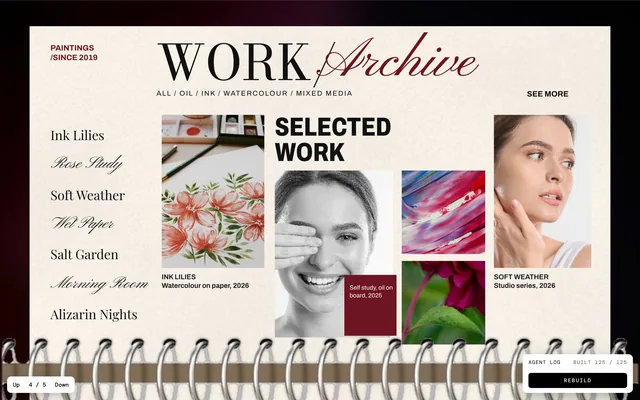 PAINTINGS
/SINCE 2019
WORK /Archive
ALL / OIL / INK / WATERCOLOUR / MIXED MEDIA
SEE MORE
Ink Lilies
Rose Study
Soft Weather
Wet Paper
Salt Garden
Morning Room
Alizarin Nights
SELECTED
WORK
INK LILIES
Watercolour on paper, 2026
Self study, oil on
board, 2025
SOFT WEATHER
Studio series, 2026
Up 4 / 5 Down
AGENT LOG BUILT 125 / 125
REBUILD